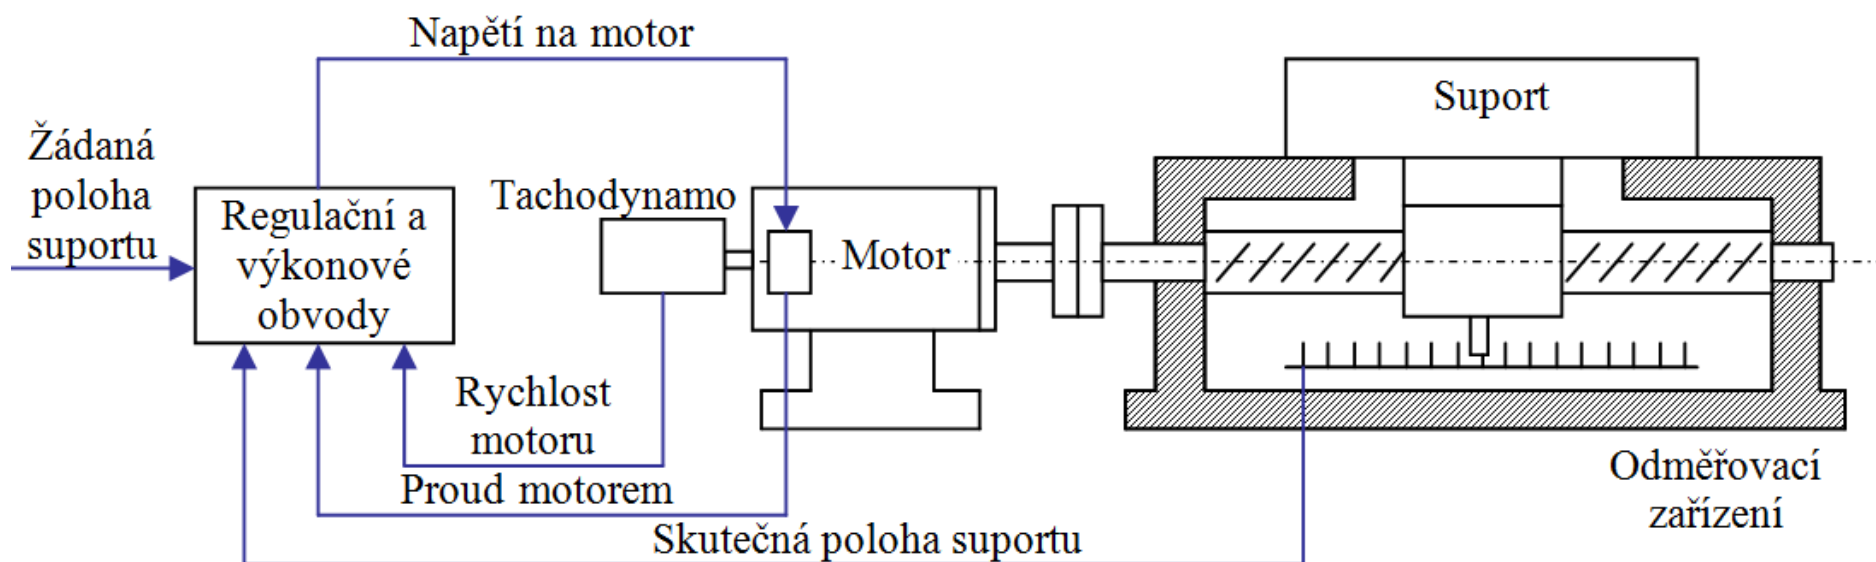 Napětí na motor
Žádaná
poloha
suportu
Regulační a
výkonové
obvody
Tachodynamo
Motor
Suport
Rychlost
motoru
Proud motorem
Skutečná poloha suportu
Odměřovací
zařízení